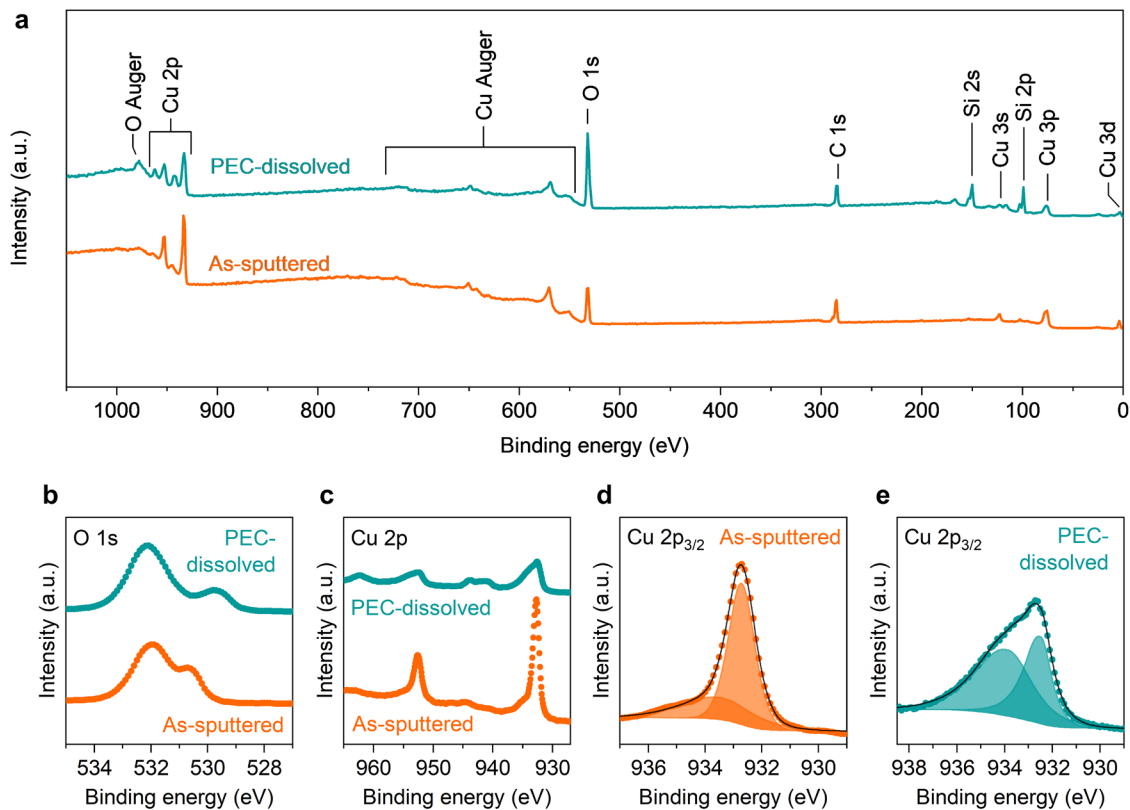 a
O Auger
Cu 2p
Cu Auger
O 1s
C 1s
Si 2s
Cu 3s
Si 2p
Cu 3p
Cu 3d
PEC-dissolved
As-sputtered
Intensity (a.u.)
1000 900 800 700 600 500 400 300 200 100 0
Binding energy (eV)
b
O 1s
PEC-
dissolved
As-sputtered
Intensity (a.u.)
534 532 530 528
Binding energy (eV)
c
Cu 2p
PEC-dissolved
As-sputtered
Intensity (a.u.)
960 950 940 930
Binding energy (eV)
d
Cu 2p3/2 As-sputtered
Intensity (a.u.)
936 934 932 930
Binding energy (eV)
e
Cu 2p3/2 PEC-
dissolved
Intensity (a.u.)
938 936 934 932 930
Binding energy (eV)